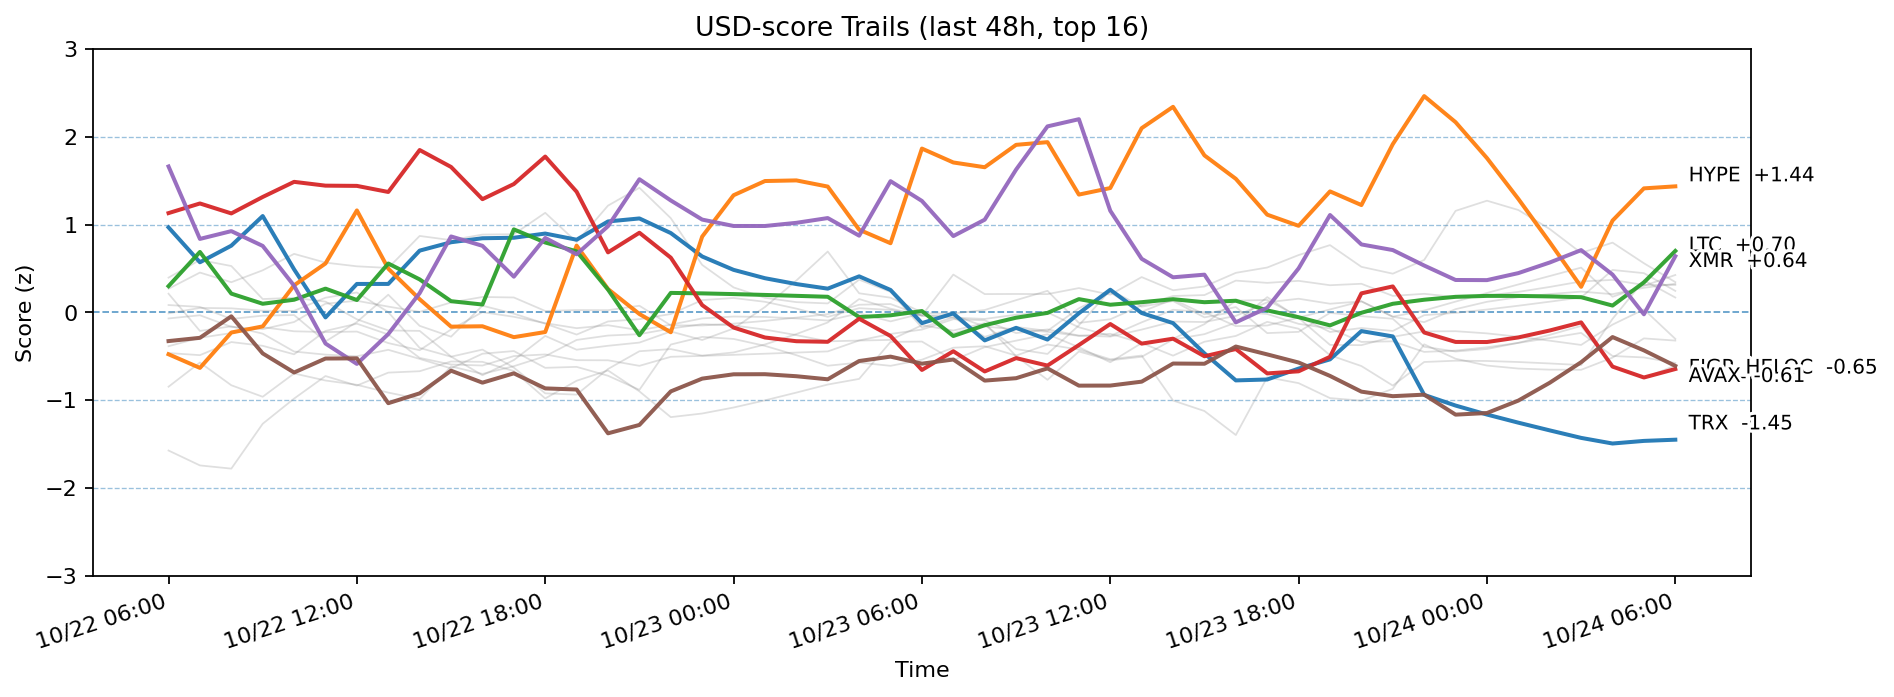 USD-score Trails (last 48h, top 16)
Score (z)
3
2
1
0
−1
−2
−3
HYPE +1.44
LTC +0.70
XMR +0.64
FIGR_HELOC -0.65
AVAX -0.61
TRX -1.45
10/22 06:00
10/22 12:00
10/22 18:00
10/23 00:00
10/23 06:00
10/23 12:00
10/23 18:00
10/24 00:00
10/24 06:00
Time